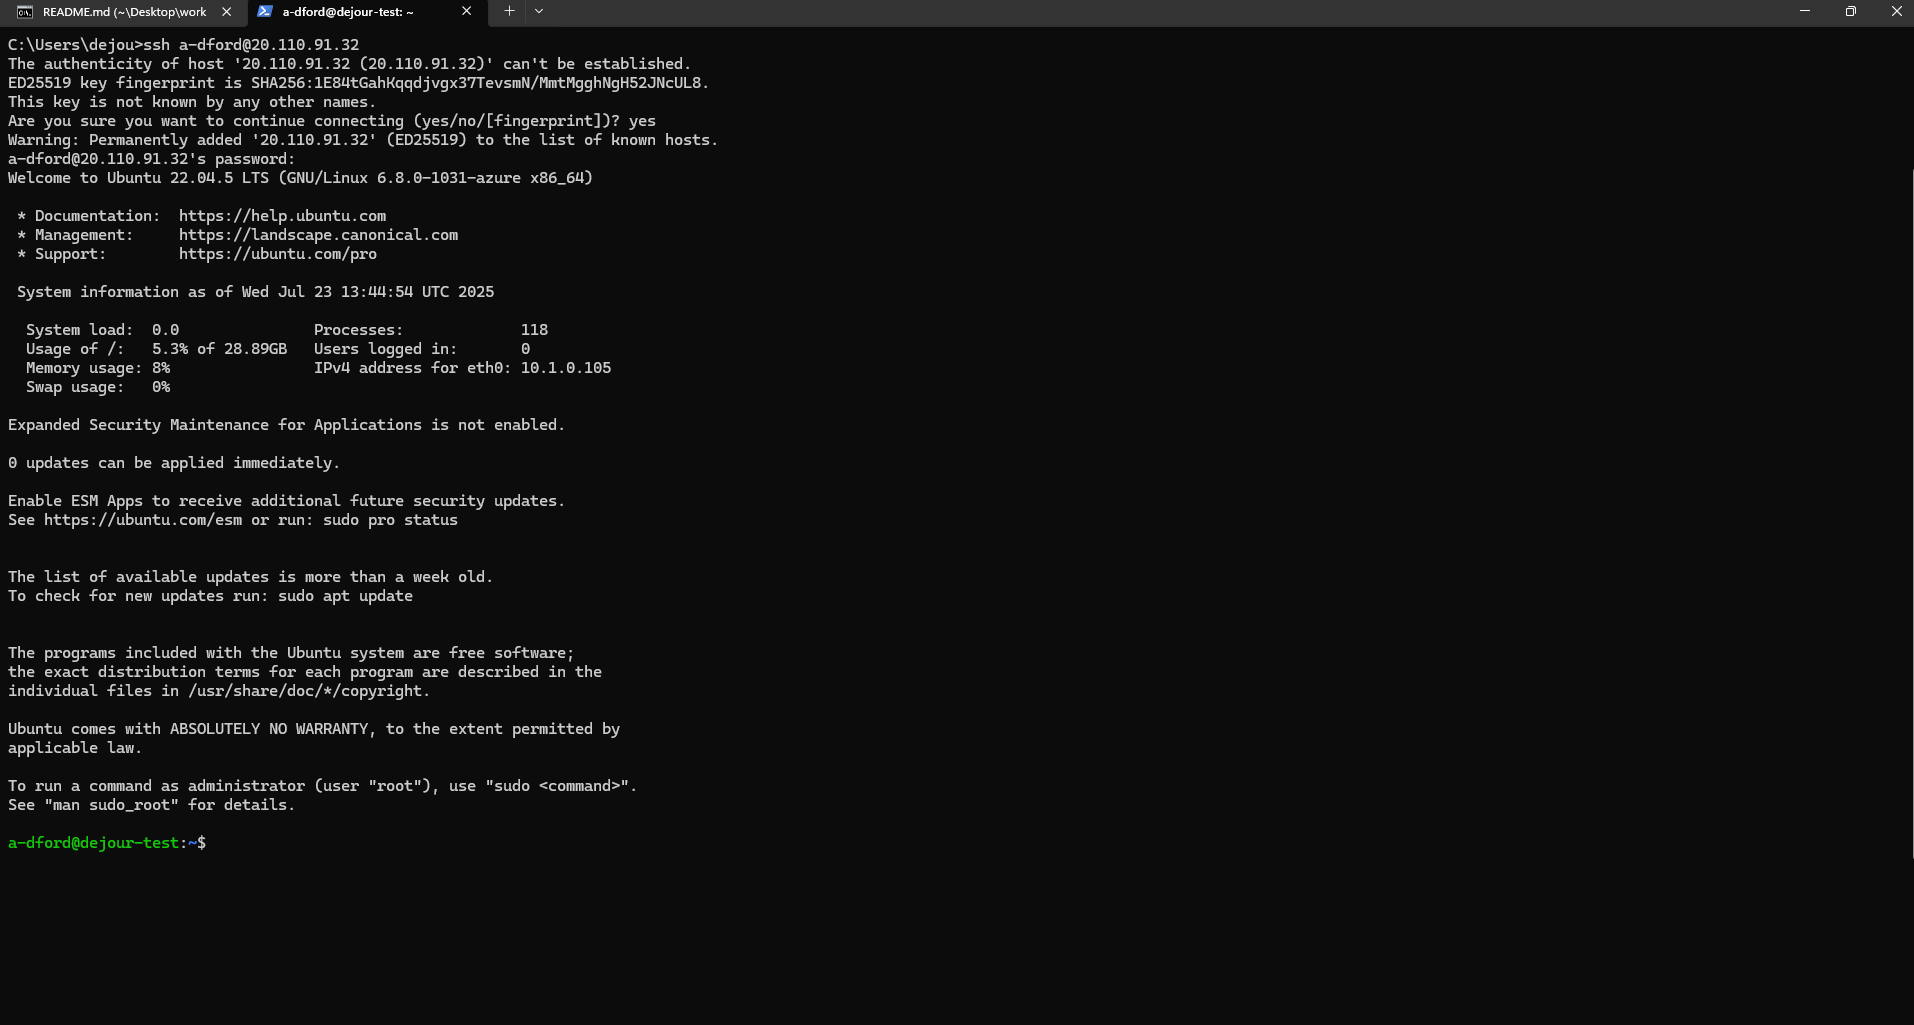 README.md (~\Desktop\work
a-dford@dejour-test: ~
C:\Users\dejou>ssh a-dford@20.110.91.32
The authenticity of host '20.110.91.32 (20.110.91.32)' can't be established.
ED25519 key fingerprint is SHA256:1E84tGahKqqdjvgx37TevsmN/MmtMgghNgH52JNcUL8.
This key is not known by any other names.
Are you sure you want to continue connecting (yes/no/[fingerprint])? yes
Warning: Permanently added '20.110.91.32' (ED25519) to the list of known hosts.
a-dford@20.110.91.32's password:
Welcome to Ubuntu 22.04.5 LTS (GNU/Linux 6.8.0-1031-azure x86_64)
* Documentation:  https://help.ubuntu.com
* Management:     https://landscape.canonical.com
* Support:        https://ubuntu.com/pro
System information as of Wed Jul 23 13:44:54 UTC 2025
System load:  0.0               Processes:             118
Usage of /:   5.3% of 28.89GB   Users logged in:       0
Memory usage: 8%                IPv4 address for eth0: 10.1.0.105
Swap usage:   0%
Expanded Security Maintenance for Applications is not enabled.
0 updates can be applied immediately.
Enable ESM Apps to receive additional future security updates.
See https://ubuntu.com/esm or run: sudo pro status
The list of available updates is more than a week old.
To check for new updates run: sudo apt update
The programs included with the Ubuntu system are free software;
the exact distribution terms for each program are described in the
individual files in /usr/share/doc/*/copyright.
Ubuntu comes with ABSOLUTELY NO WARRANTY, to the extent permitted by
applicable law.
To run a command as administrator (user "root"), use "sudo <command>".
See "man sudo_root" for details.
a-dford@dejour-test:~$